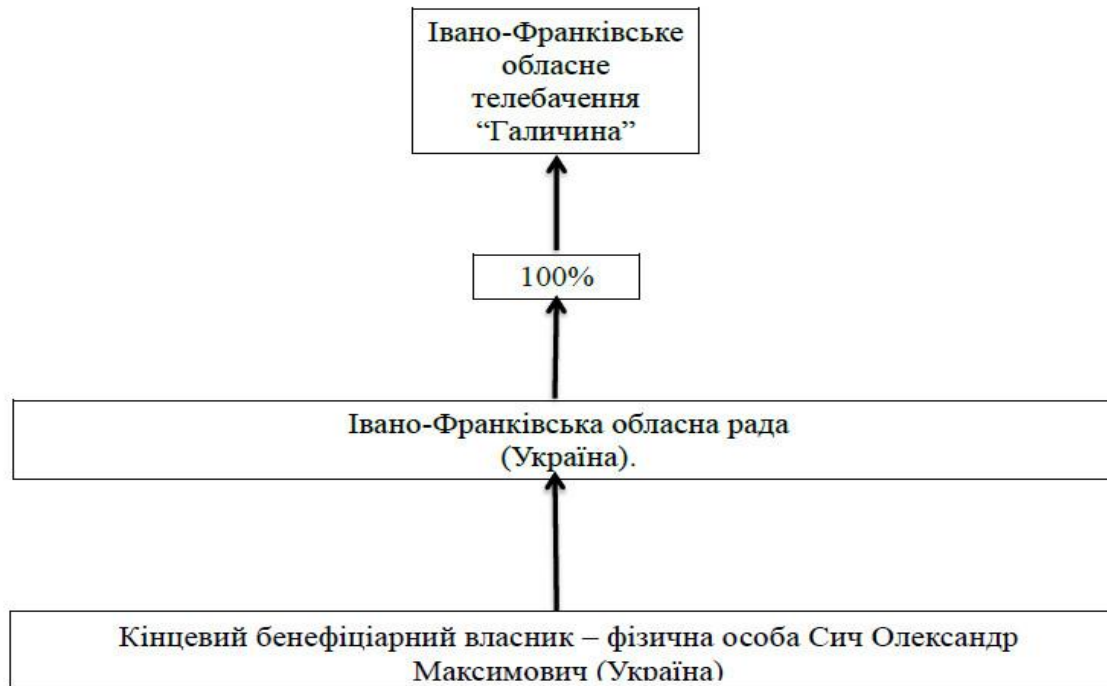 Івано-Франківське
обласне
телебачення
“Галичина”
100%
Івано-Франківська обласна рада
(Україна).
Кінцевий бенефіціарний власник – фізична особа Сич Олександр
Максимович (Україна)